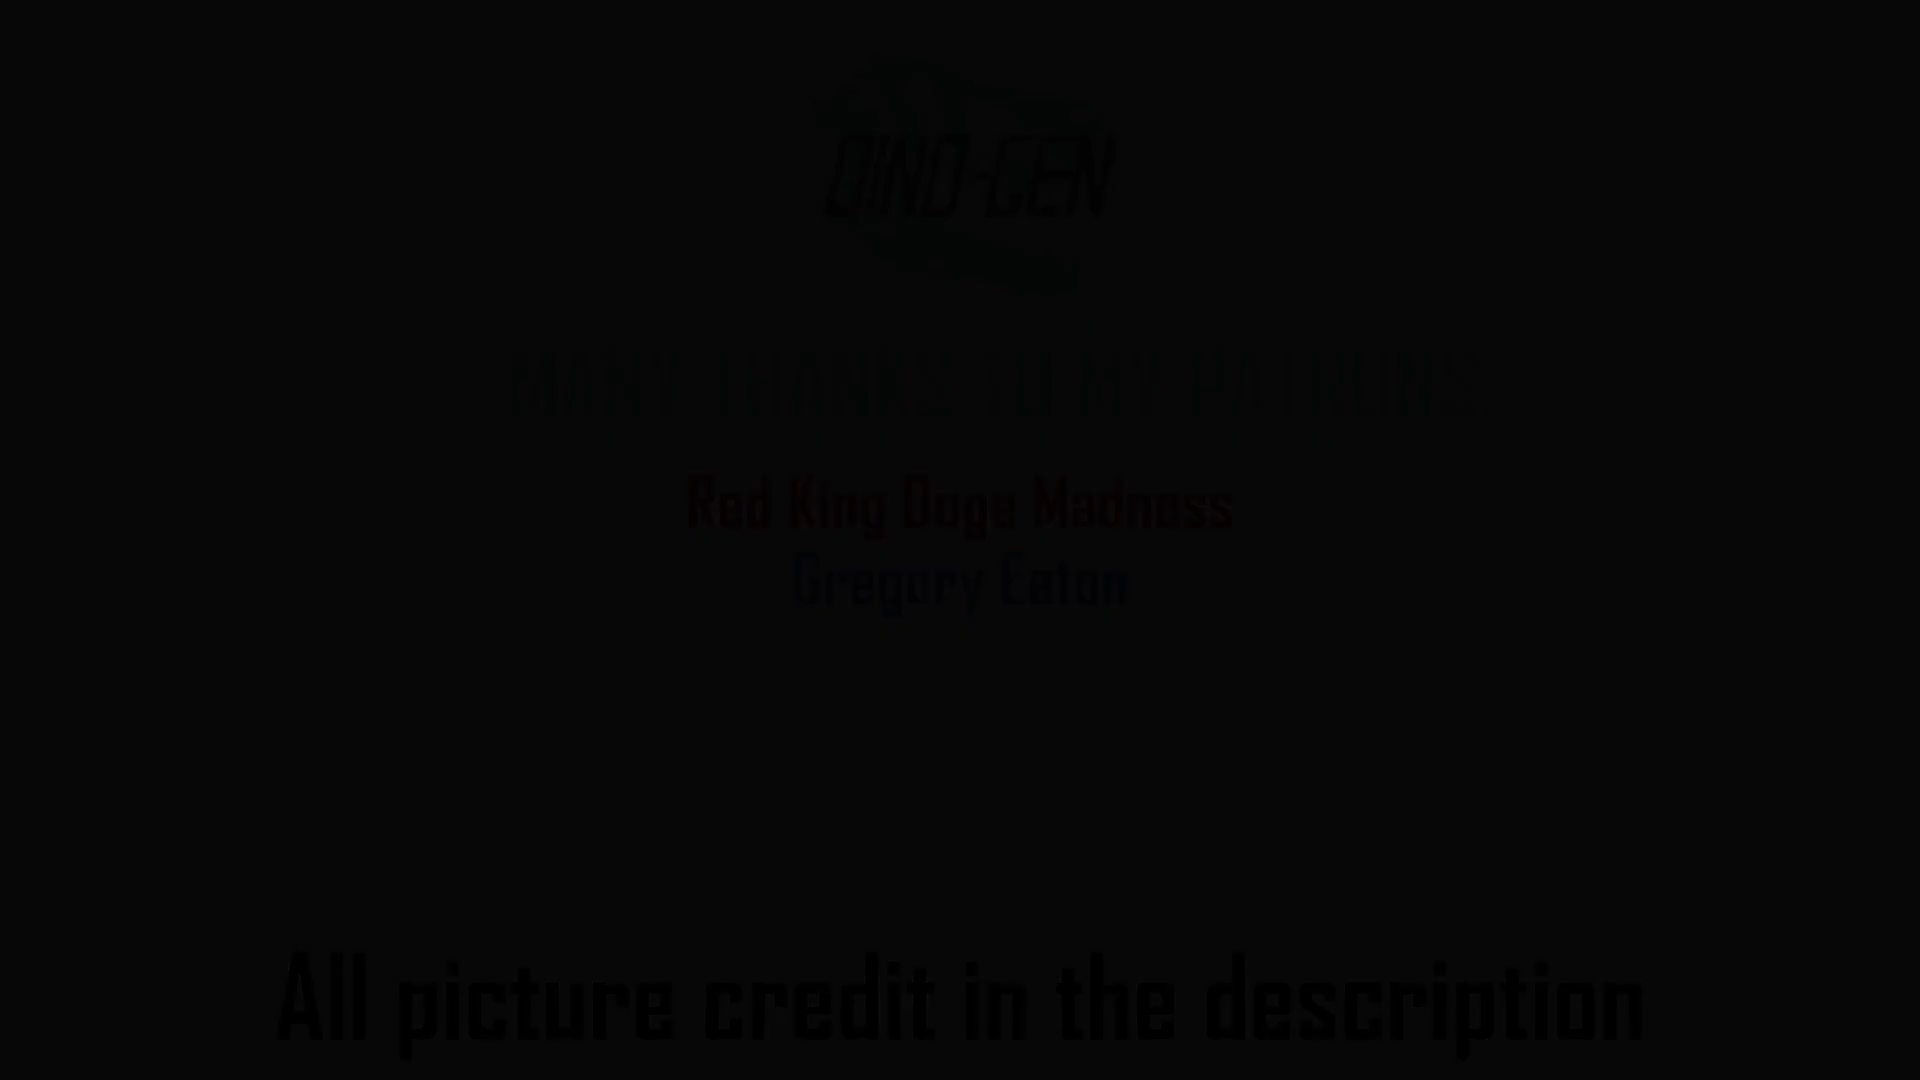 DINO-GEN
MANY THANKS TO MY PATRONS:
Red King Doge Madness
Gregory Eaton
All picture credit in the description